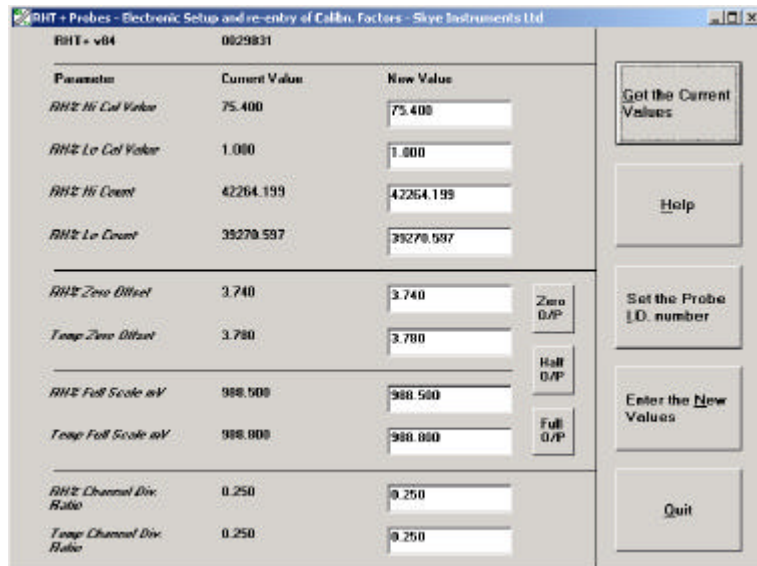 RHT + Probes - Electronic Setup and re-entry of Calibn. Factors - Skye Instruments Ltd
RHT+ v84 0029831
Parameter Current Value New Value
RH% Hi Cal Value 75.400 75.400
RH% Lo Cal Value 1.000 1.000
RH% Hi Count 42264.199 42264.199
RH% Lo Count 39270.597 39270.597
RH% Zero Offset 3.740 3.740
Temp Zero Offset 3.780 3.780
RH% Full Scale mV 988.500 988.500
Temp Full Scale mV 988.800 988.800
RH% Channel Div.
Ratio 0.250 0.250
Temp Channel Div.
Ratio 0.250 0.250
Zero
O/P
Half
O/P
Full
O/P
Get the Current
Values
Help
Set the Probe
I.D. number
Enter the New
Values
Quit